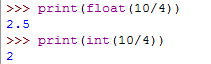 >>> print(float(10/4))
2.5
>>> print(int(10/4))
2